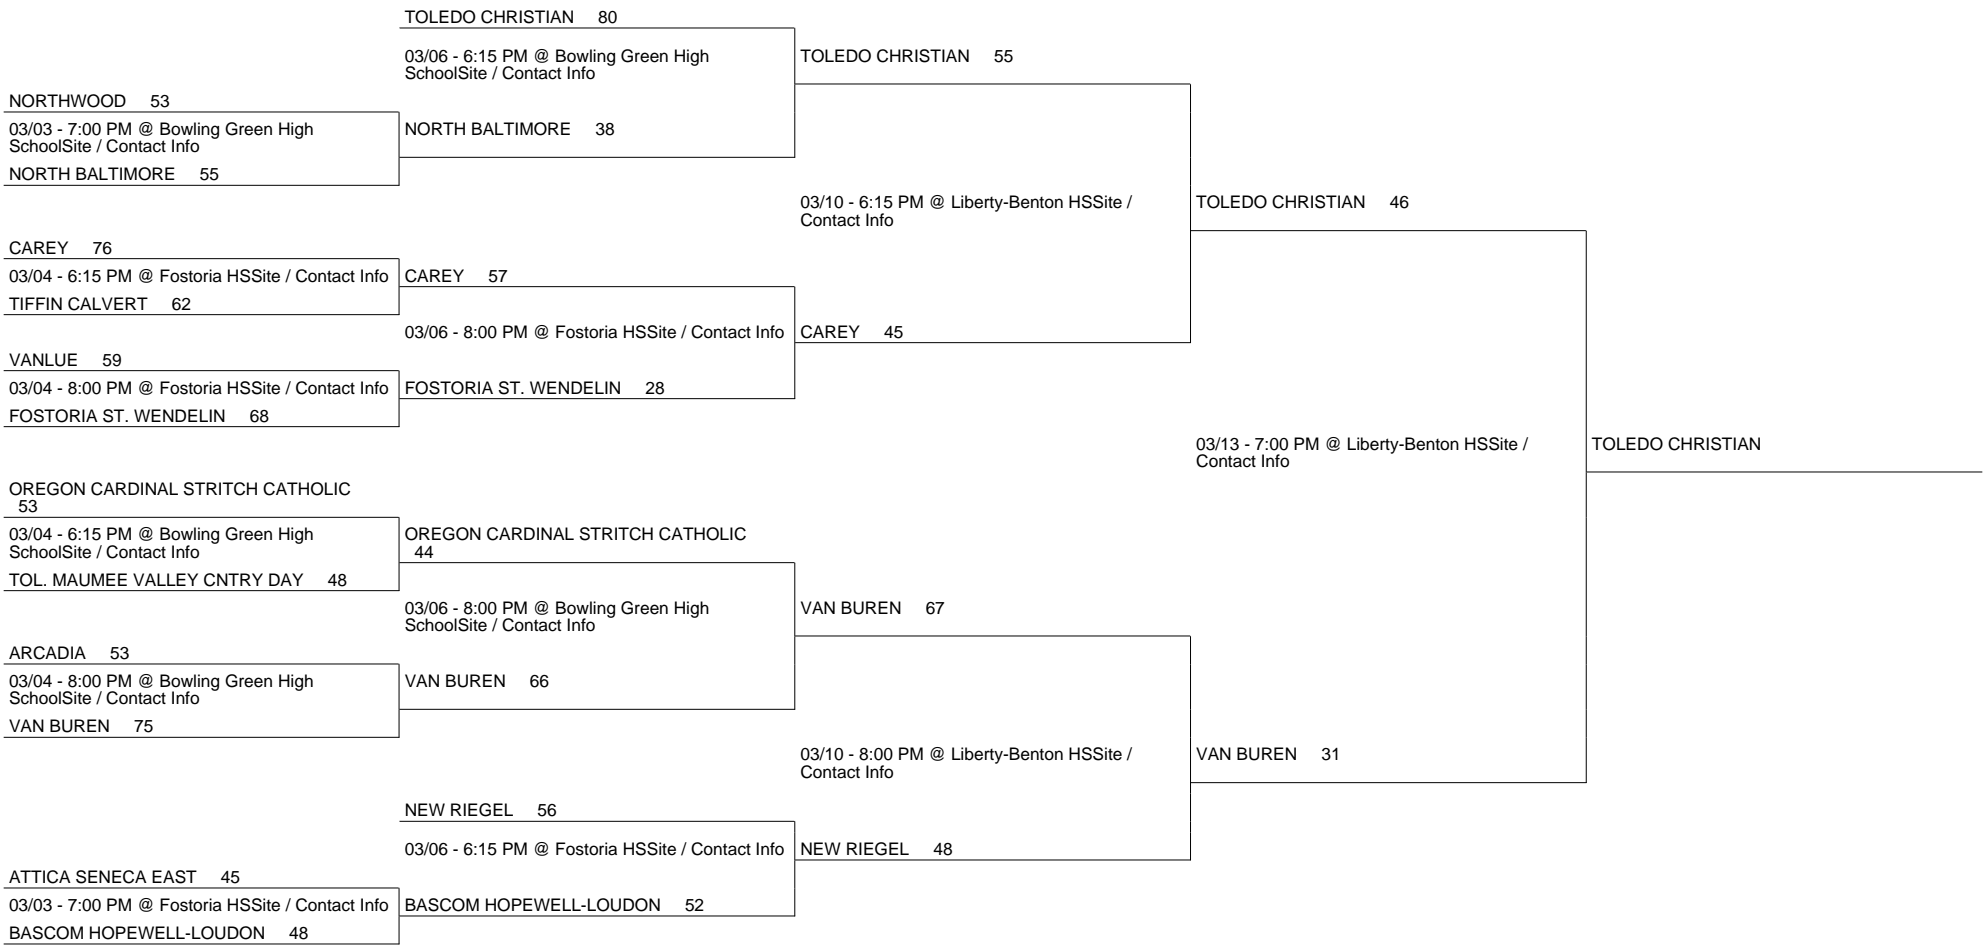 TOLEDO CHRISTIAN 80
03/06 - 6:15 PM @ Bowling Green High
SchoolSite / Contact Info
TOLEDO CHRISTIAN 55
NORTHWOOD 53
03/03 - 7:00 PM @ Bowling Green High
SchoolSite / Contact Info
NORTH BALTIMORE 38
NORTH BALTIMORE 55
03/10 - 6:15 PM @ Liberty-Benton HSSite /
Contact Info
TOLEDO CHRISTIAN 46
CAREY 76
03/04 - 6:15 PM @ Fostoria HSSite / Contact Info
CAREY 57
TIFFIN CALVERT 62
03/06 - 8:00 PM @ Fostoria HSSite / Contact Info
CAREY 45
VANLUE 59
03/04 - 8:00 PM @ Fostoria HSSite / Contact Info
FOSTORIA ST. WENDELIN 28
FOSTORIA ST. WENDELIN 68
03/13 - 7:00 PM @ Liberty-Benton HSSite /
Contact Info
TOLEDO CHRISTIAN
OREGON CARDINAL STRITCH CATHOLIC
53
03/04 - 6:15 PM @ Bowling Green High
SchoolSite / Contact Info
OREGON CARDINAL STRITCH CATHOLIC
44
TOL. MAUMEE VALLEY CNTRY DAY 48
03/06 - 8:00 PM @ Bowling Green High
SchoolSite / Contact Info
VAN BUREN 67
ARCADIA 53
03/04 - 8:00 PM @ Bowling Green High
SchoolSite / Contact Info
VAN BUREN 66
VAN BUREN 75
03/10 - 8:00 PM @ Liberty-Benton HSSite /
Contact Info
VAN BUREN 31
NEW RIEGEL 56
03/06 - 6:15 PM @ Fostoria HSSite / Contact Info
NEW RIEGEL 48
ATTICA SENECA EAST 45
03/03 - 7:00 PM @ Fostoria HSSite / Contact Info
BASCOM HOPEWELL-LOUDON 52
BASCOM HOPEWELL-LOUDON 48